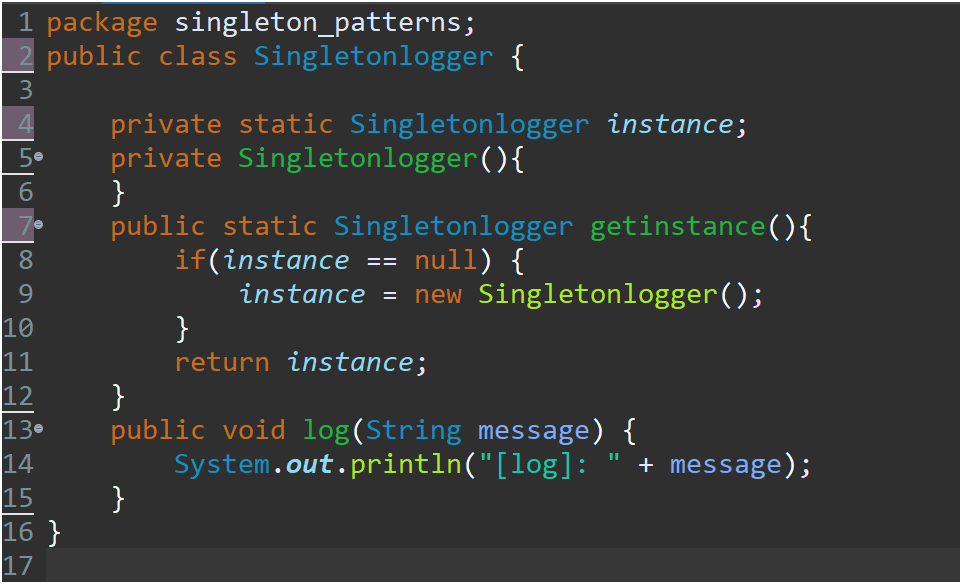 1 package singleton_patterns;
2 public class Singletonlogger {
3
4     private static Singletonlogger instance;
5     private Singletonlogger(){
6     }
7     public static Singletonlogger getinstance(){
8         if(instance == null) {
9             instance = new Singletonlogger();
10         }
11         return instance;
12     }
13     public void log(String message) {
14         System.out.println("[log]: " + message);
15     }
16 }
17